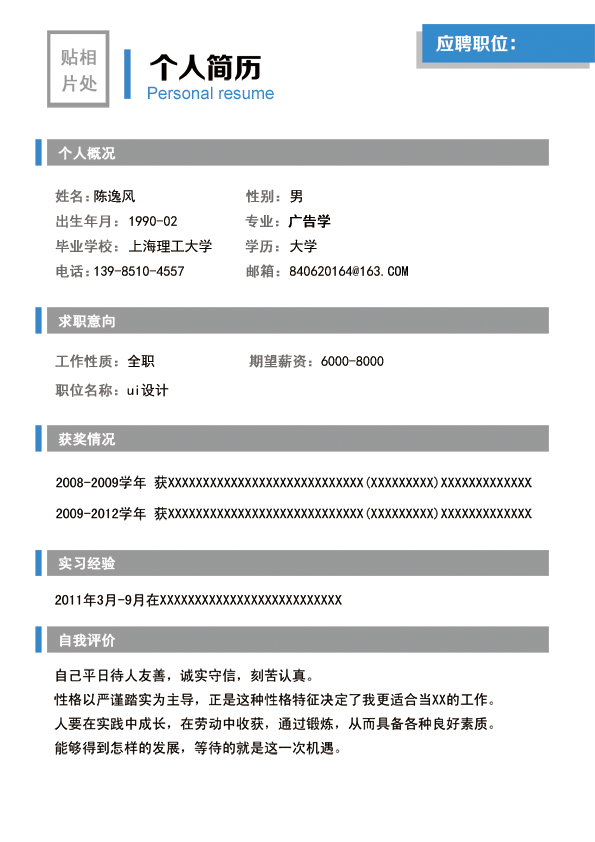 贴相
片处
个人简历
Personal resume
应聘职位：
个人概况
姓名：陈逸风 性别：男
出生年月：1990-02 专业：广告学
毕业学校：上海理工大学 学历：大学
电话：139-8510-4557 邮箱：840620164@163.COM
求职意向
工作性质：全职 期望薪资：6000-8000
职位名称：ui设计
获奖情况
2008-2009学年 获XXXXXXXXXXXXXXXXXXXXXXXXXXXX(XXXXXXXXX)XXXXXXXXXXXXX
2009-2012学年 获XXXXXXXXXXXXXXXXXXXXXXXXXXXX(XXXXXXXXX)XXXXXXXXXXXXX
实习经验
2011年3月-9月在XXXXXXXXXXXXXXXXXXXXXXXXXX
自我评价
自己平日待人友善，诚实守信，刻苦认真。
性格以严谨踏实为主导，正是这种性格特征决定了我更适合当XX的工作。
人要在实践中成长，在劳动中收获，通过锻炼，从而具备各种良好素质。
能够得到怎样的发展，等待的就是这一次机遇。